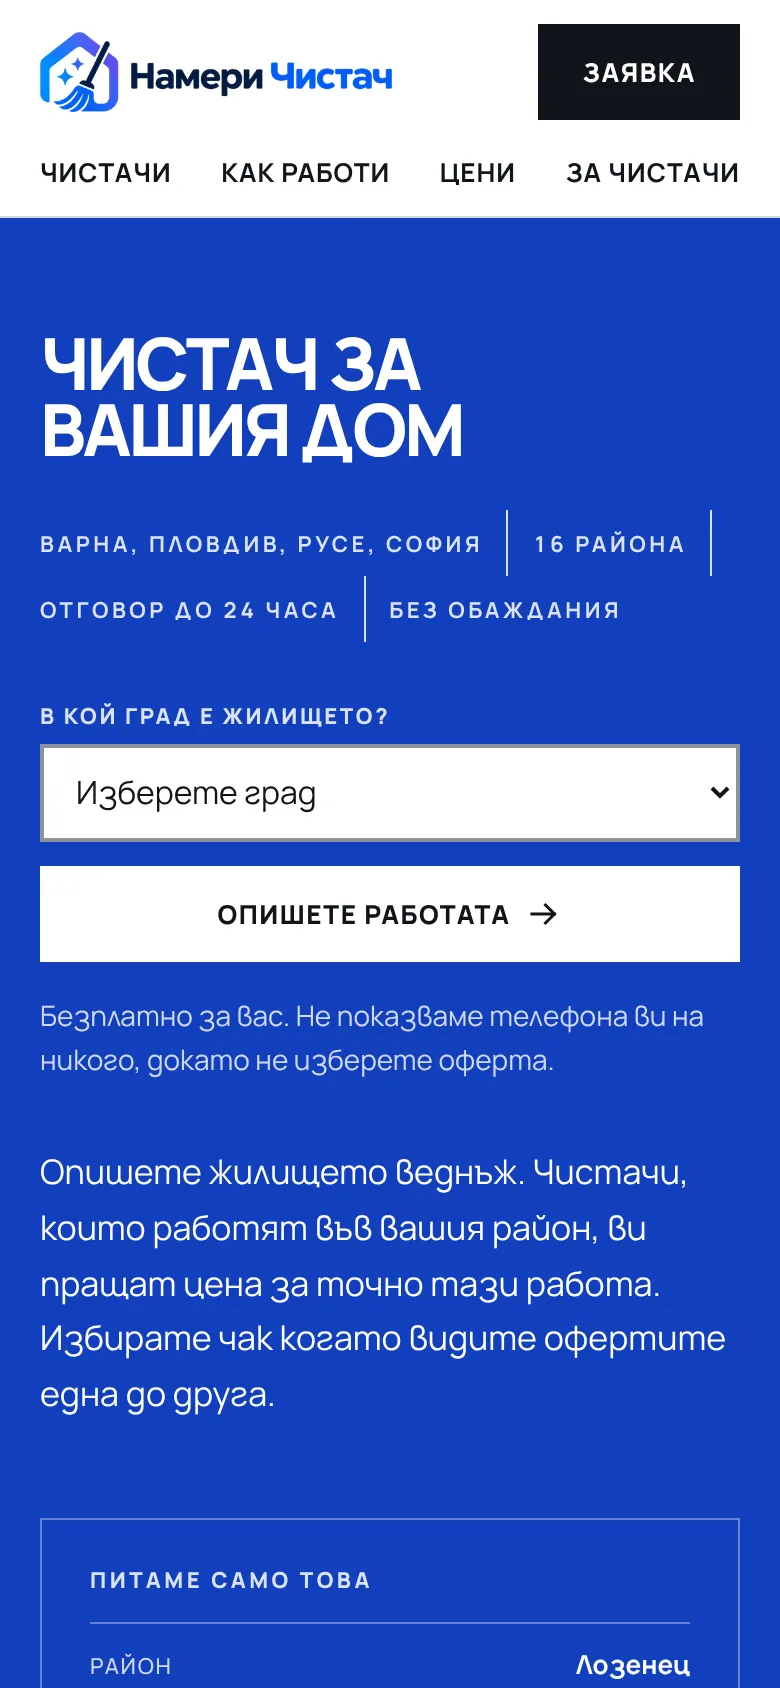 Намери Чистач
ЗАЯВКА
ЧИСТАЧИ КАК РАБОТИ ЦЕНИ ЗА ЧИСТАЧИ
ЧИСТАЧ ЗА
ВАШИЯ ДОМ
ВАРНА, ПЛОВДИВ, РУСЕ, СОФИЯ 16 РАЙОНА
ОТГОВОР ДО 24 ЧАСА БЕЗ ОБАЖДАНИЯ
В КОЙ ГРАД Е ЖИЛИЩЕТО?
Изберете град
ОПИШЕТЕ РАБОТАТА →
Безплатно за вас. Не показваме телефона ви на
никого, докато не изберете оферта.
Опишете жилището веднъж. Чистачи,
които работят във вашия район, ви
пращат цена за точно тази работа.
Избирате чак когато видите офертите
една до друга.
ПИТАМЕ САМО ТОВА
РАЙОН Лозенец